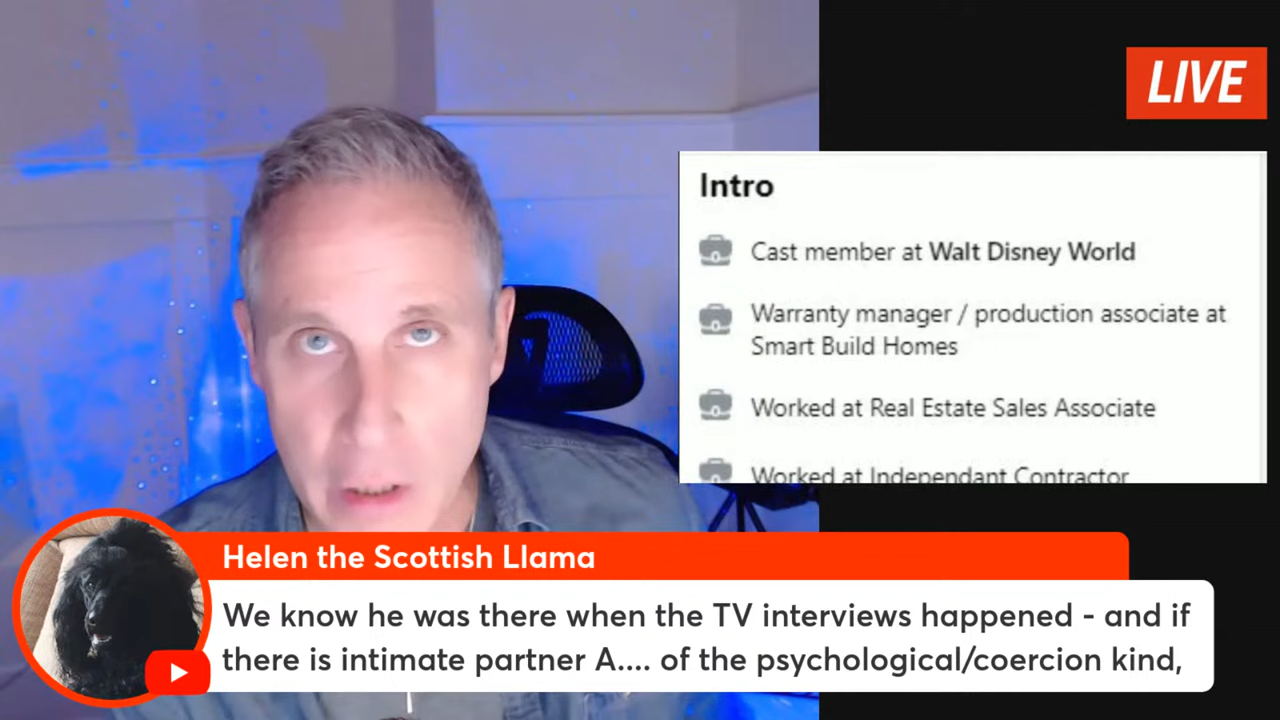 LIVE
Intro
Cast member at Walt Disney World
Warranty manager / production associate at
Smart Build Homes
Worked at Real Estate Sales Associate
Worked at Independant Contractor
Helen the Scottish Llama
We know he was there when the TV interviews happened - and if
there is intimate partner A.... of the psychological/coercion kind,